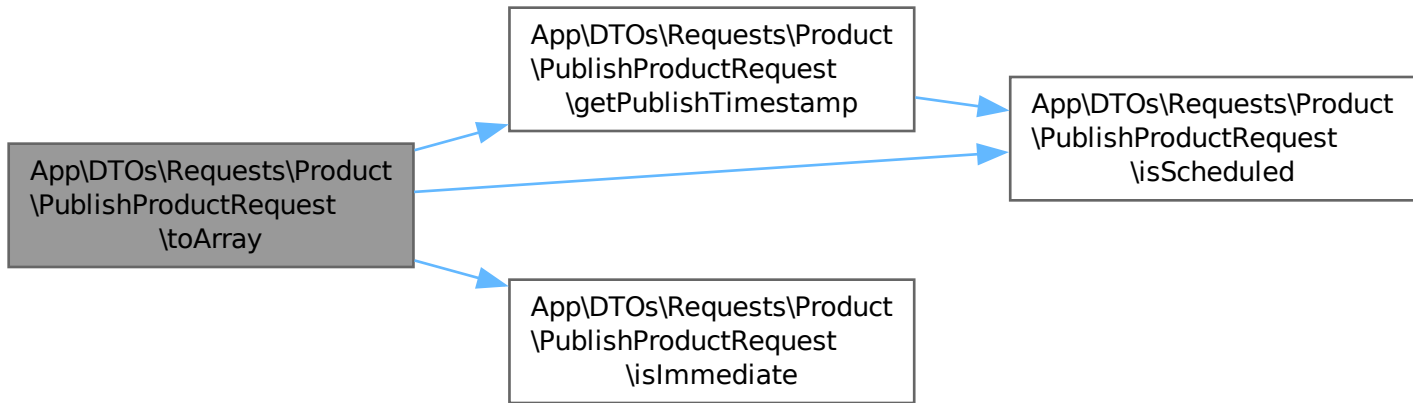 App\DTOs\Requests\Product
\PublishProductRequest
\toArray
App\DTOs\Requests\Product
\PublishProductRequest
\getPublishTimestamp
App\DTOs\Requests\Product
\PublishProductRequest
\isScheduled
App\DTOs\Requests\Product
\PublishProductRequest
\isImmediate